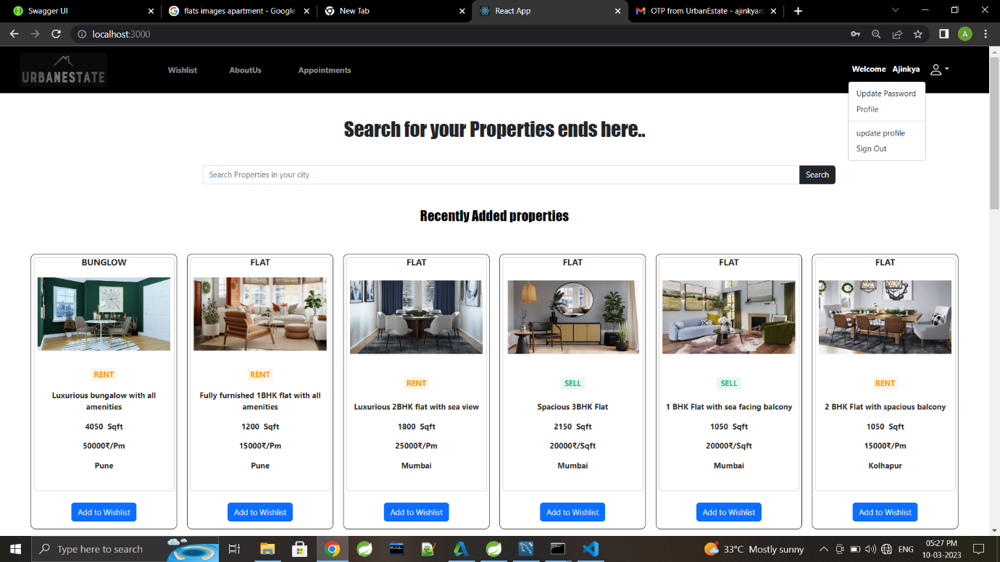 Swagger UI
flats images apartment - Google
New Tab
React App
OTP from UrbanEstate - ajinkyaro
localhost:3000
A
URBANESTATE
Wishlist
AboutUs
Appointments
Welcome Ajinkya
Update Password
Profile
update profile
Sign Out
Search for your Properties ends here..
Search Properties in your city
Search
Recently Added properties
BUNGLOW
RENT
Luxurious bungalow with all
amenities
4050 Sqft
50000₹/Pm
Pune
Add to Wishlist
FLAT
RENT
Fully furnished 1BHK flat with all
amenities
1200 Sqft
15000₹/Pm
Pune
Add to Wishlist
FLAT
RENT
Luxurious 2BHK flat with sea view
1800 Sqft
25000₹/Pm
Mumbai
Add to Wishlist
FLAT
SELL
Spacious 3BHK Flat
2150 Sqft
20000₹/Sqft
Mumbai
Add to Wishlist
FLAT
SELL
1 BHK Flat with sea facing balcony
1050 Sqft
20000₹/Sqft
Mumbai
Add to Wishlist
FLAT
RENT
2 BHK Flat with spacious balcony
1050 Sqft
15000₹/Pm
Kolhapur
Add to Wishlist
Type here to search
33°C Mostly sunny
ENG
05:27 PM
10-03-2023